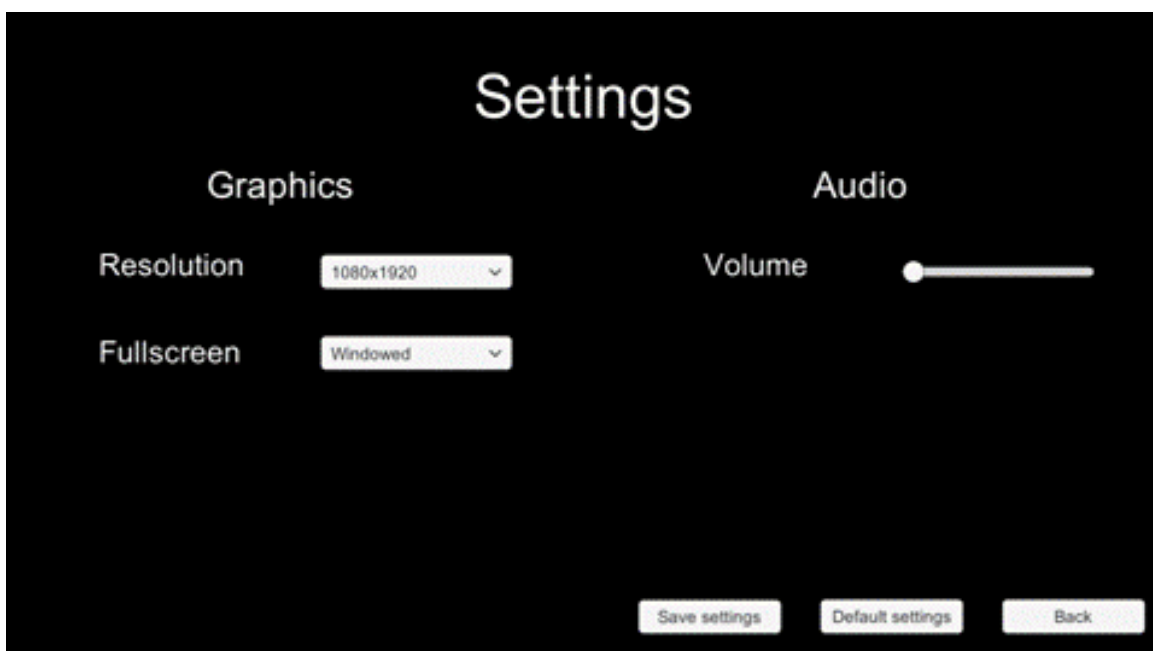 Settings
Graphics
Audio
Resolution
1080x1920
Volume
Fullscreen
Windowed
Save settings
Default settings
Back